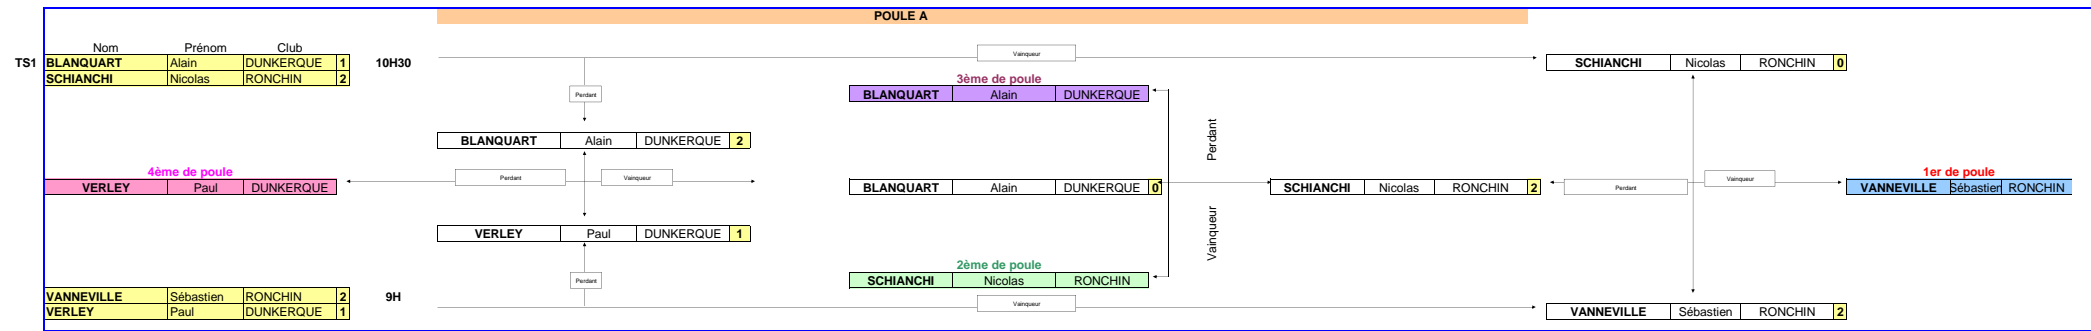 POULE A
Nom Prénom Club
TS1 BLANQUART Alain DUNKERQUE 1 10H30
SCHIANCHI Nicolas RONCHIN 2
Vainqueur
SCHIANCHI Nicolas RONCHIN 0
Perdant
3ème de poule
BLANQUART Alain DUNKERQUE
BLANQUART Alain DUNKERQUE 2
Perdant
4ème de poule
VERLEY Paul DUNKERQUE
Perdant
Vainqueur
BLANQUART Alain DUNKERQUE 0
SCHIANCHI Nicolas RONCHIN 2
Perdant
Vainqueur
1er de poule
VANNEVILLE Sébastien RONCHIN
VERLEY Paul DUNKERQUE 1
Vainqueur
2ème de poule
SCHIANCHI Nicolas RONCHIN
Perdant
VANNEVILLE Sébastien RONCHIN 2 9H
VERLEY Paul DUNKERQUE 1
Vainqueur
VANNEVILLE Sébastien RONCHIN 2